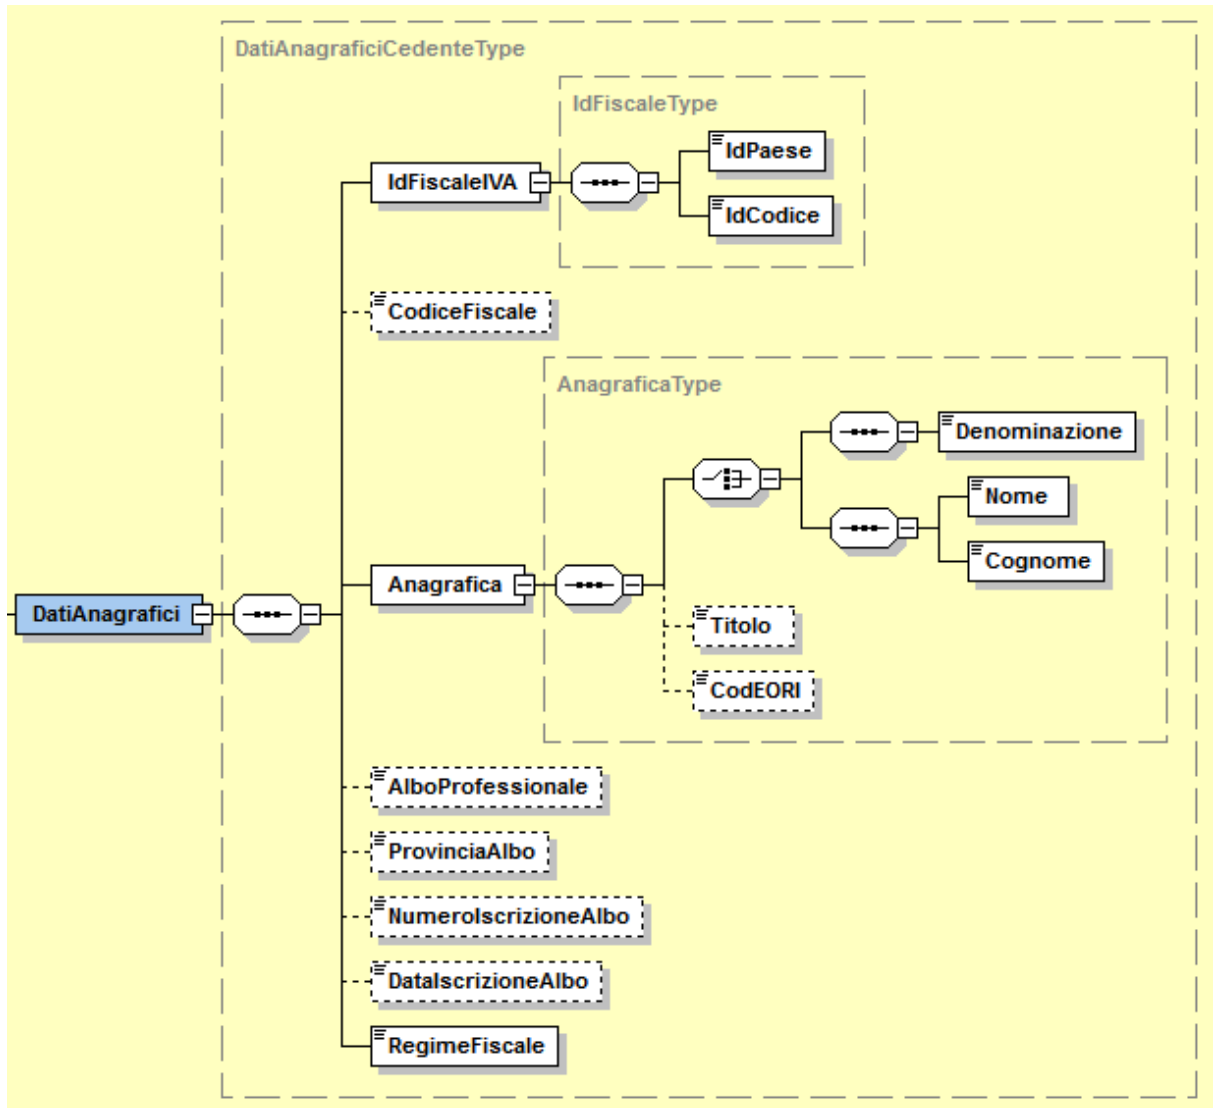 DatiAnagraficiCedenteType
IdFiscaleType
IdPaese
IdFiscaleIVA
IdCodice
CodiceFiscale
AnagraficaType
Denominazione
Nome
Cognome
Anagrafica
DatiAnagrafici
Titolo
CodEORI
AlboProfessionale
ProvinciaAlbo
NumeroIscrizioneAlbo
DataIscrizioneAlbo
RegimeFiscale